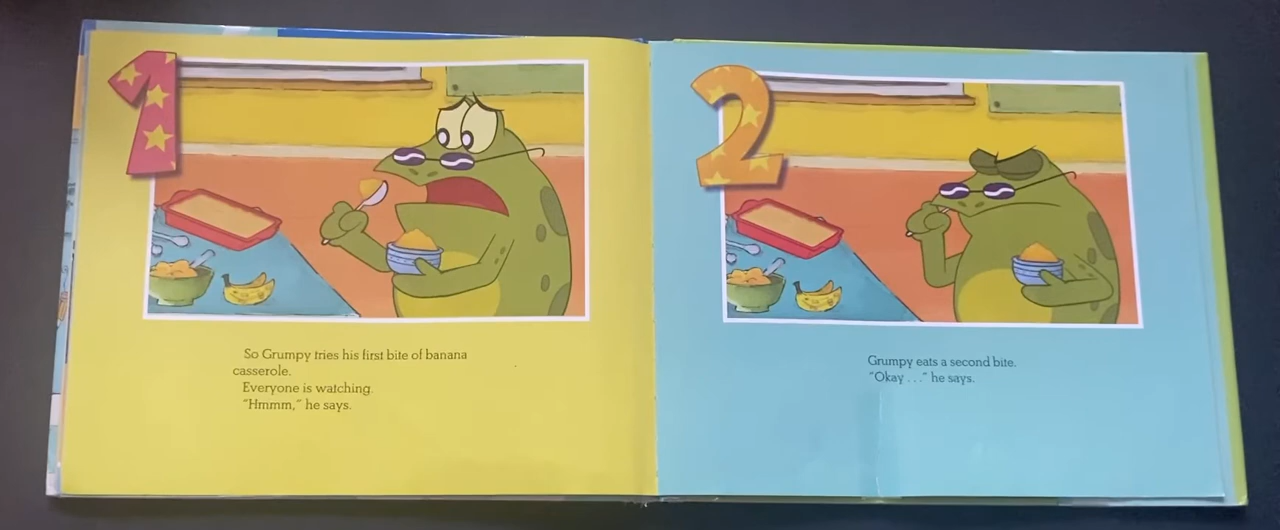 1
So Grumpy tries his first bite of banana
casserole.
Everyone is watching.
“Hmmm,” he says.
2
Grumpy eats a second bite.
“Okay . . .” he says.